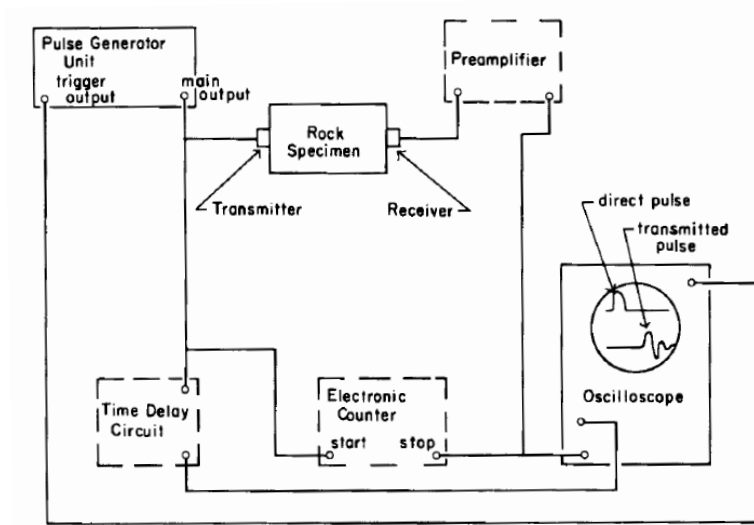 Pulse Generator
Unit
trigger
output
main
output
Preamplifier
Rock
Specimen
Transmitter
Receiver
direct pulse
transmitted
pulse
Oscilloscope
Time Delay
Circuit
Electronic
Counter
start stop